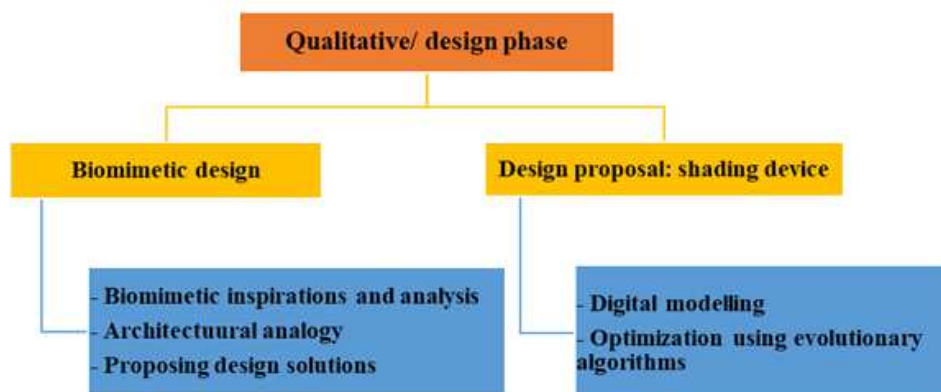 Qualitative/ design phase
Biomimetic design
Design proposal: shading device
- Biomimetic inspirations and analysis
- Architectuural analogy
- Proposing design solutions
- Digital modelling
- Optimization using evolutionary
algorithms